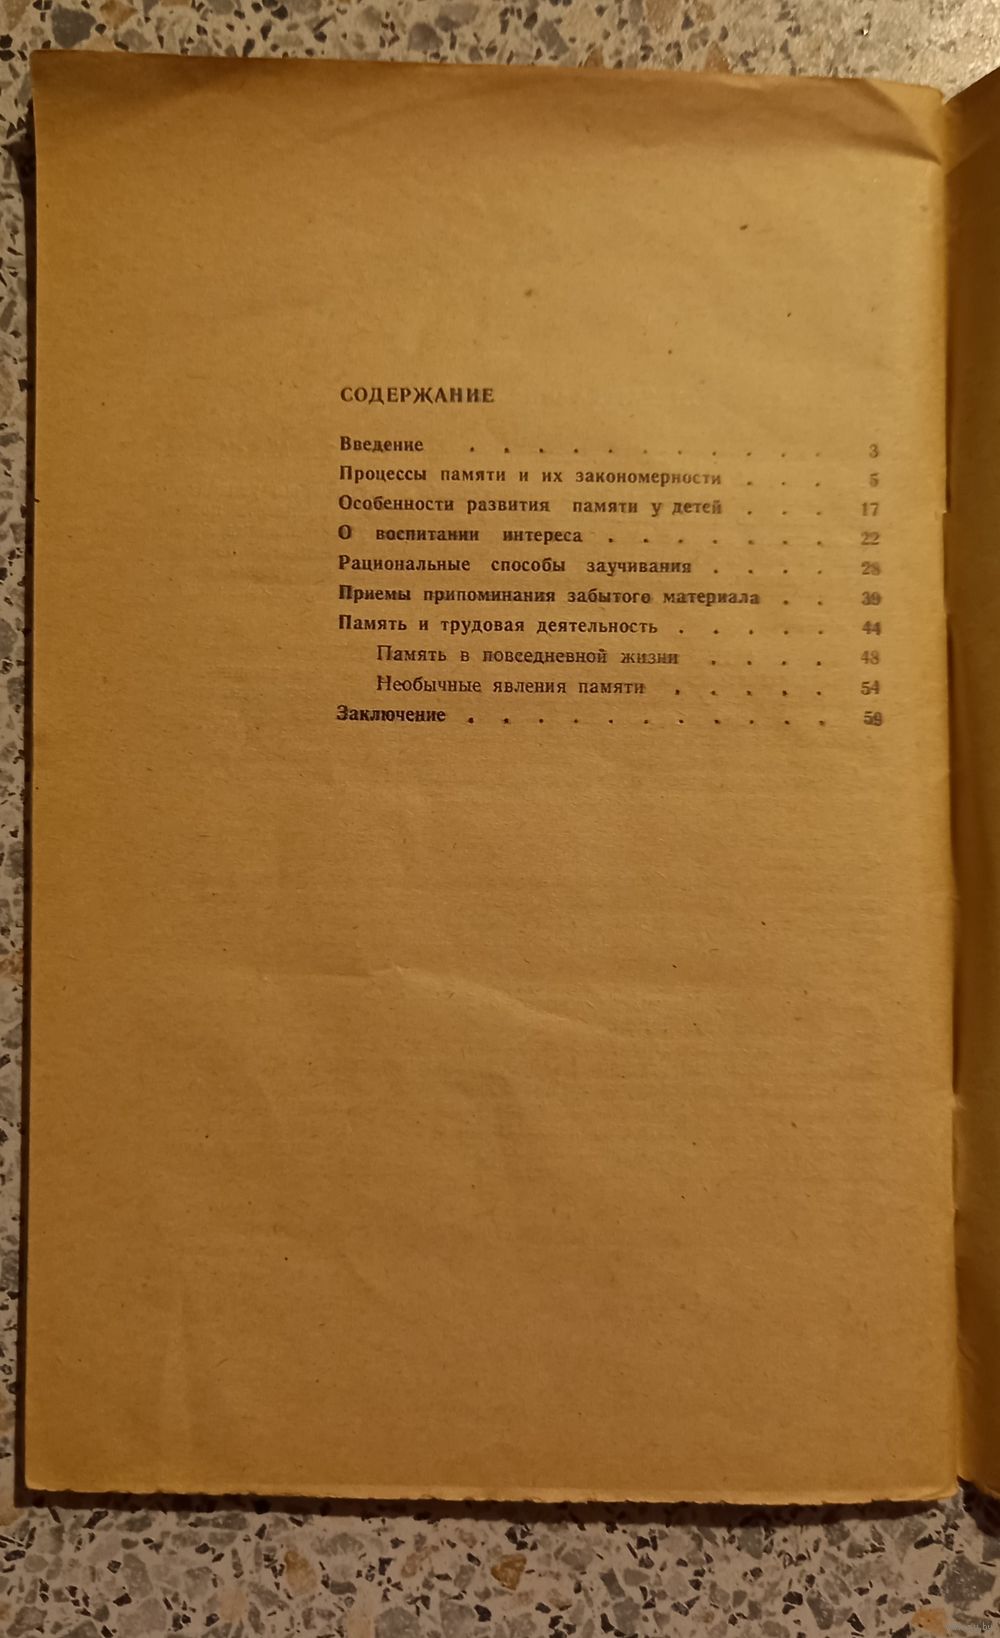 СОДЕРЖАНИЕ
Введение . . . . . . . . . . . 3
Процессы памяти и их закономерности . . . 5
Особенности развития памяти у детей . . . 17
О воспитании интереса . . . . . . . 22
Рациональные способы заучивания . . . . 28
Приемы припоминания забытого материала . . 39
Память и трудовая деятельность . . . . . 44
Память в повседневной жизни . . . . 48
Необычные явления памяти . . . . . 54
Заключение . . . . . . . . . . . 59